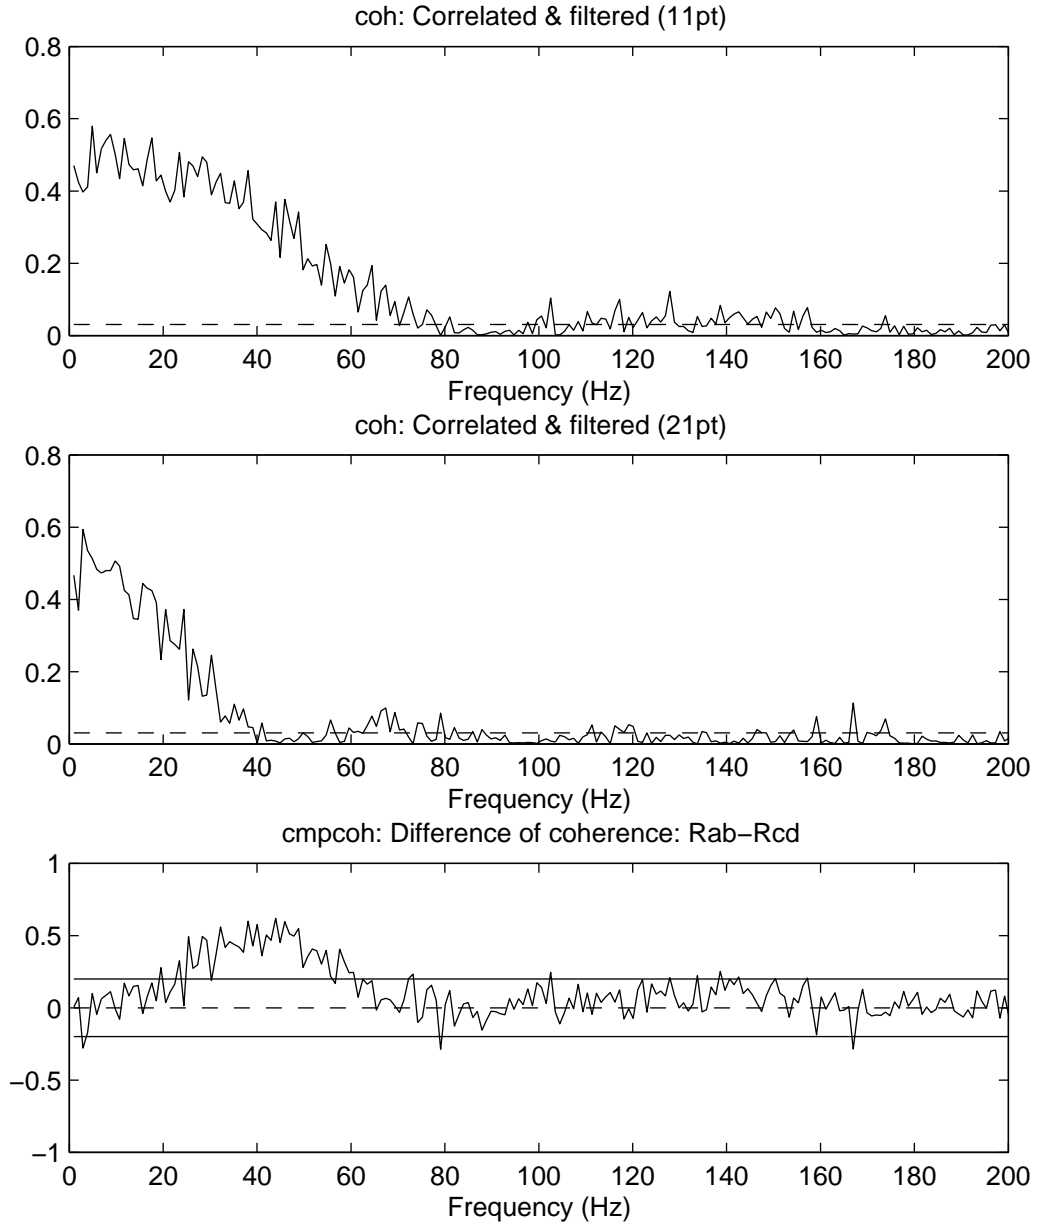 coh: Correlated & filtered (11pt)
0.8
0.6
0.4
0.2
0
0 20 40 60 80 100 120 140 160 180 200
Frequency (Hz)
coh: Correlated & filtered (21pt)
0.8
0.6
0.4
0.2
0
0 20 40 60 80 100 120 140 160 180 200
Frequency (Hz)
cmpcoh: Difference of coherence: Rab−Rcd
1
0.5
0
−0.5
−1
0 20 40 60 80 100 120 140 160 180 200
Frequency (Hz)